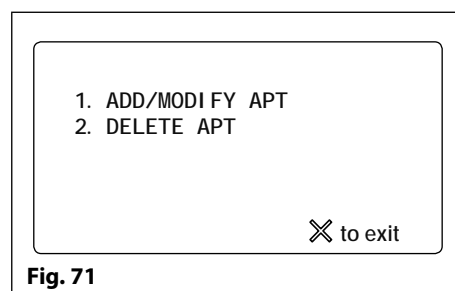 1. ADD/MODIFY APT
2. DELETE APT
✕ to exit
Fig. 71